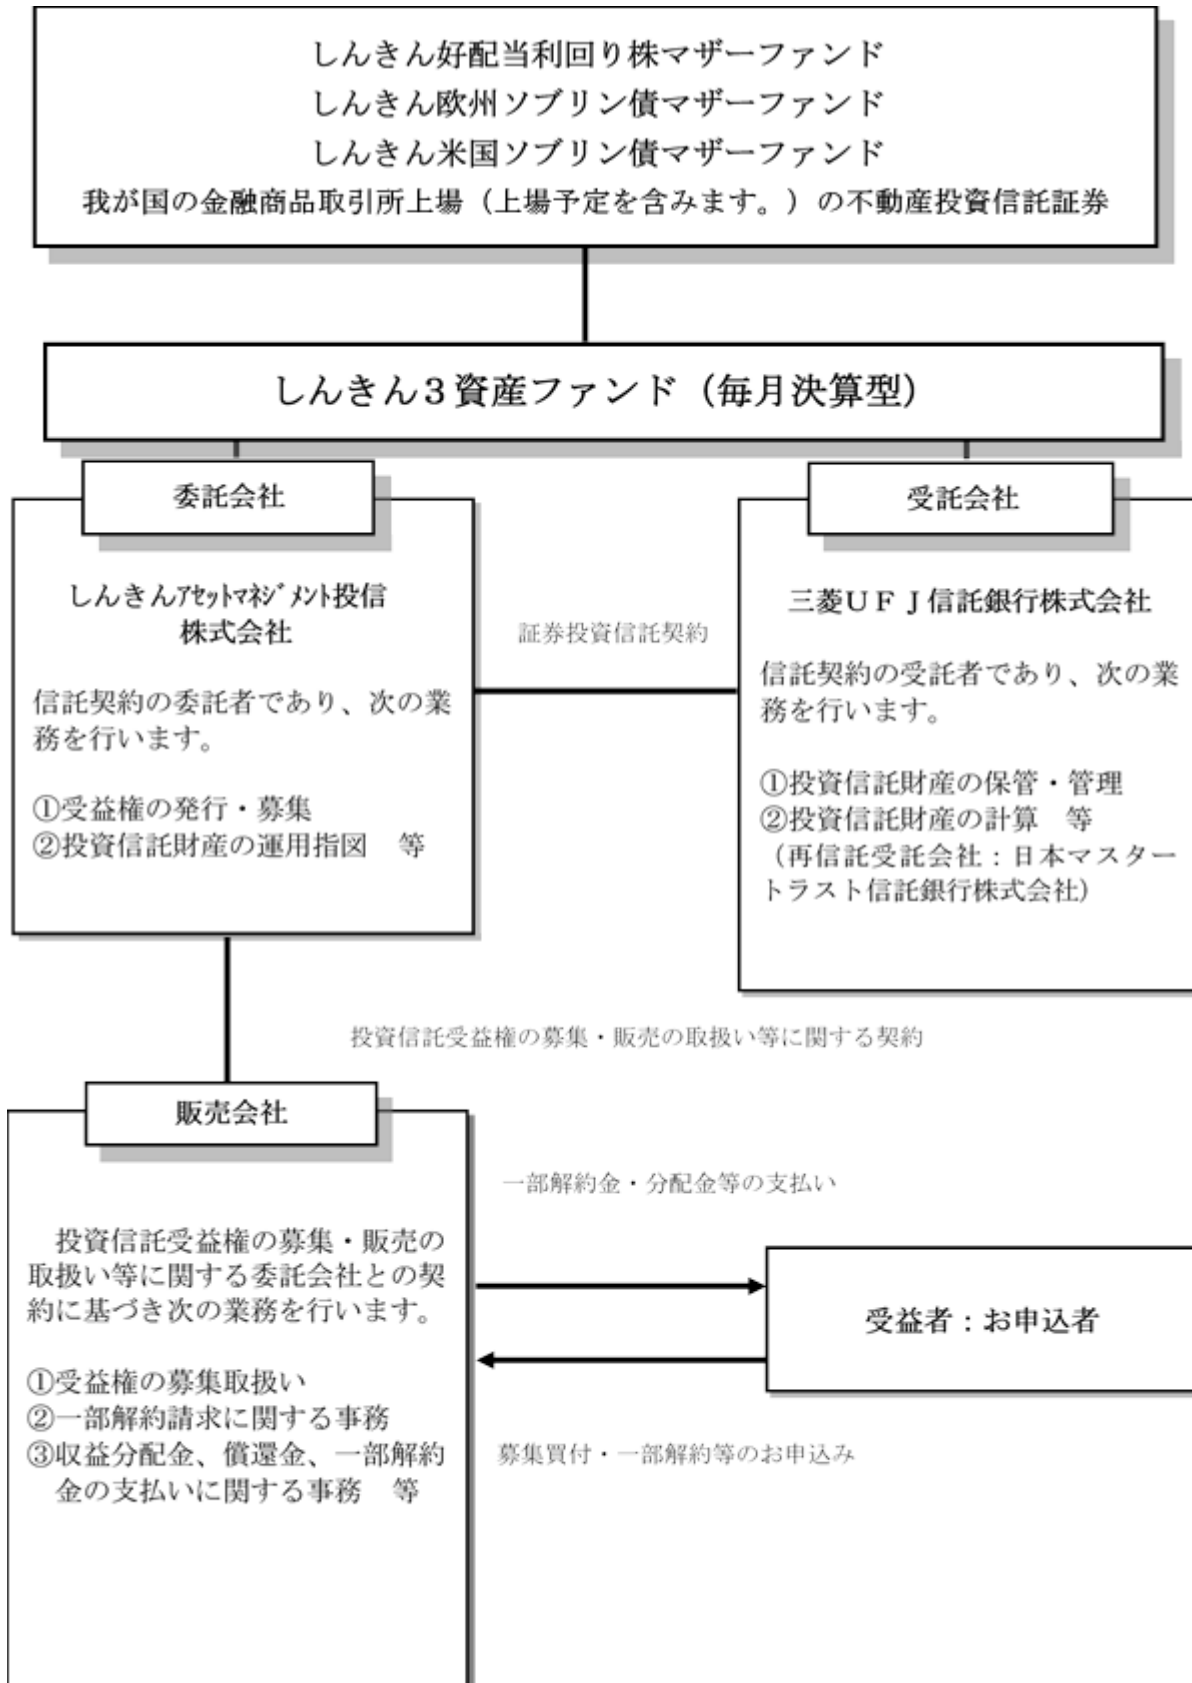 しんきん好配当利回り株マザーファンド
しんきん欧州ソブリン債マザーファンド
しんきん米国ソブリン債マザーファンド
我が国の金融商品取引所上場（上場予定を含みます。）の不動産投資信託証券
しんきん３資産ファンド（毎月決算型）
委託会社
しんきんｱｾｯﾄﾏﾈｼﾞﾒﾝﾄ投信
株式会社
信託契約の委託者であり、次の業
務を行います。
①受益権の発行・募集
②投資信託財産の運用指図　等
証券投資信託契約
受託会社
三菱ＵＦＪ信託銀行株式会社
信託契約の受託者であり、次の業
務を行います。
①投資信託財産の保管・管理
②投資信託財産の計算　等
（再信託受託会社：日本マスター
トラスト信託銀行株式会社）
投資信託受益権の募集・販売の取扱い等に関する契約
販売会社
投資信託受益権の募集・販売の
取扱い等に関する委託会社との契
約に基づき次の業務を行います。
①受益権の募集取扱い
②一部解約請求に関する事務
③収益分配金、償還金、一部解約
金の支払いに関する事務　等
一部解約金・分配金等の支払い
受益者：お申込者
募集買付・一部解約等のお申込み